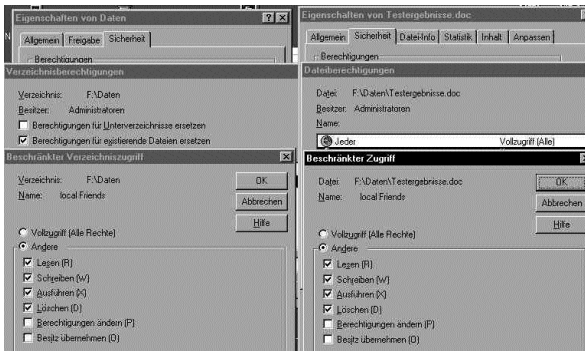 Eigenschaften von Daten
Allgemein Freigabe Sicherheit
Berechtigungen
Verzeichnisberechtigungen
Verzeichnis: F:\Daten
Besitzer: Administratoren
Berechtigungen für Unterverzeichnisse ersetzen
Berechtigungen für existierende Dateien ersetzen
Beschränkter Verzeichniszugriff
Verzeichnis: F:\Daten
Name: local Friends
OK
Abbrechen
Hilfe
Vollzugriff (Alle Rechte)
Andere
Lesen (R)
Schreiben (W)
Ausführen (X)
Löschen (D)
Berechtigungen ändern (P)
Besitz übernehmen (O)
Eigenschaften von Testergebnisse.doc
Allgemein Sicherheit Datei-Info Statistik Inhalt Anpassen
Berechtigungen
Dateiberechtigungen
Datei: F:\Daten\Testergebnisse.doc
Besitzer: Administratoren
Name:
Jeder Vollzugriff (Alle)
Beschränkter Zugriff
Datei: F:\Daten\Testergebnisse.doc
Name: local Friends
OK
Abbrechen
Hilfe
Vollzugriff (Alle Rechte)
Andere
Lesen (R)
Schreiben (W)
Ausführen (X)
Löschen (D)
Berechtigungen ändern (P)
Besitz übernehmen (O)